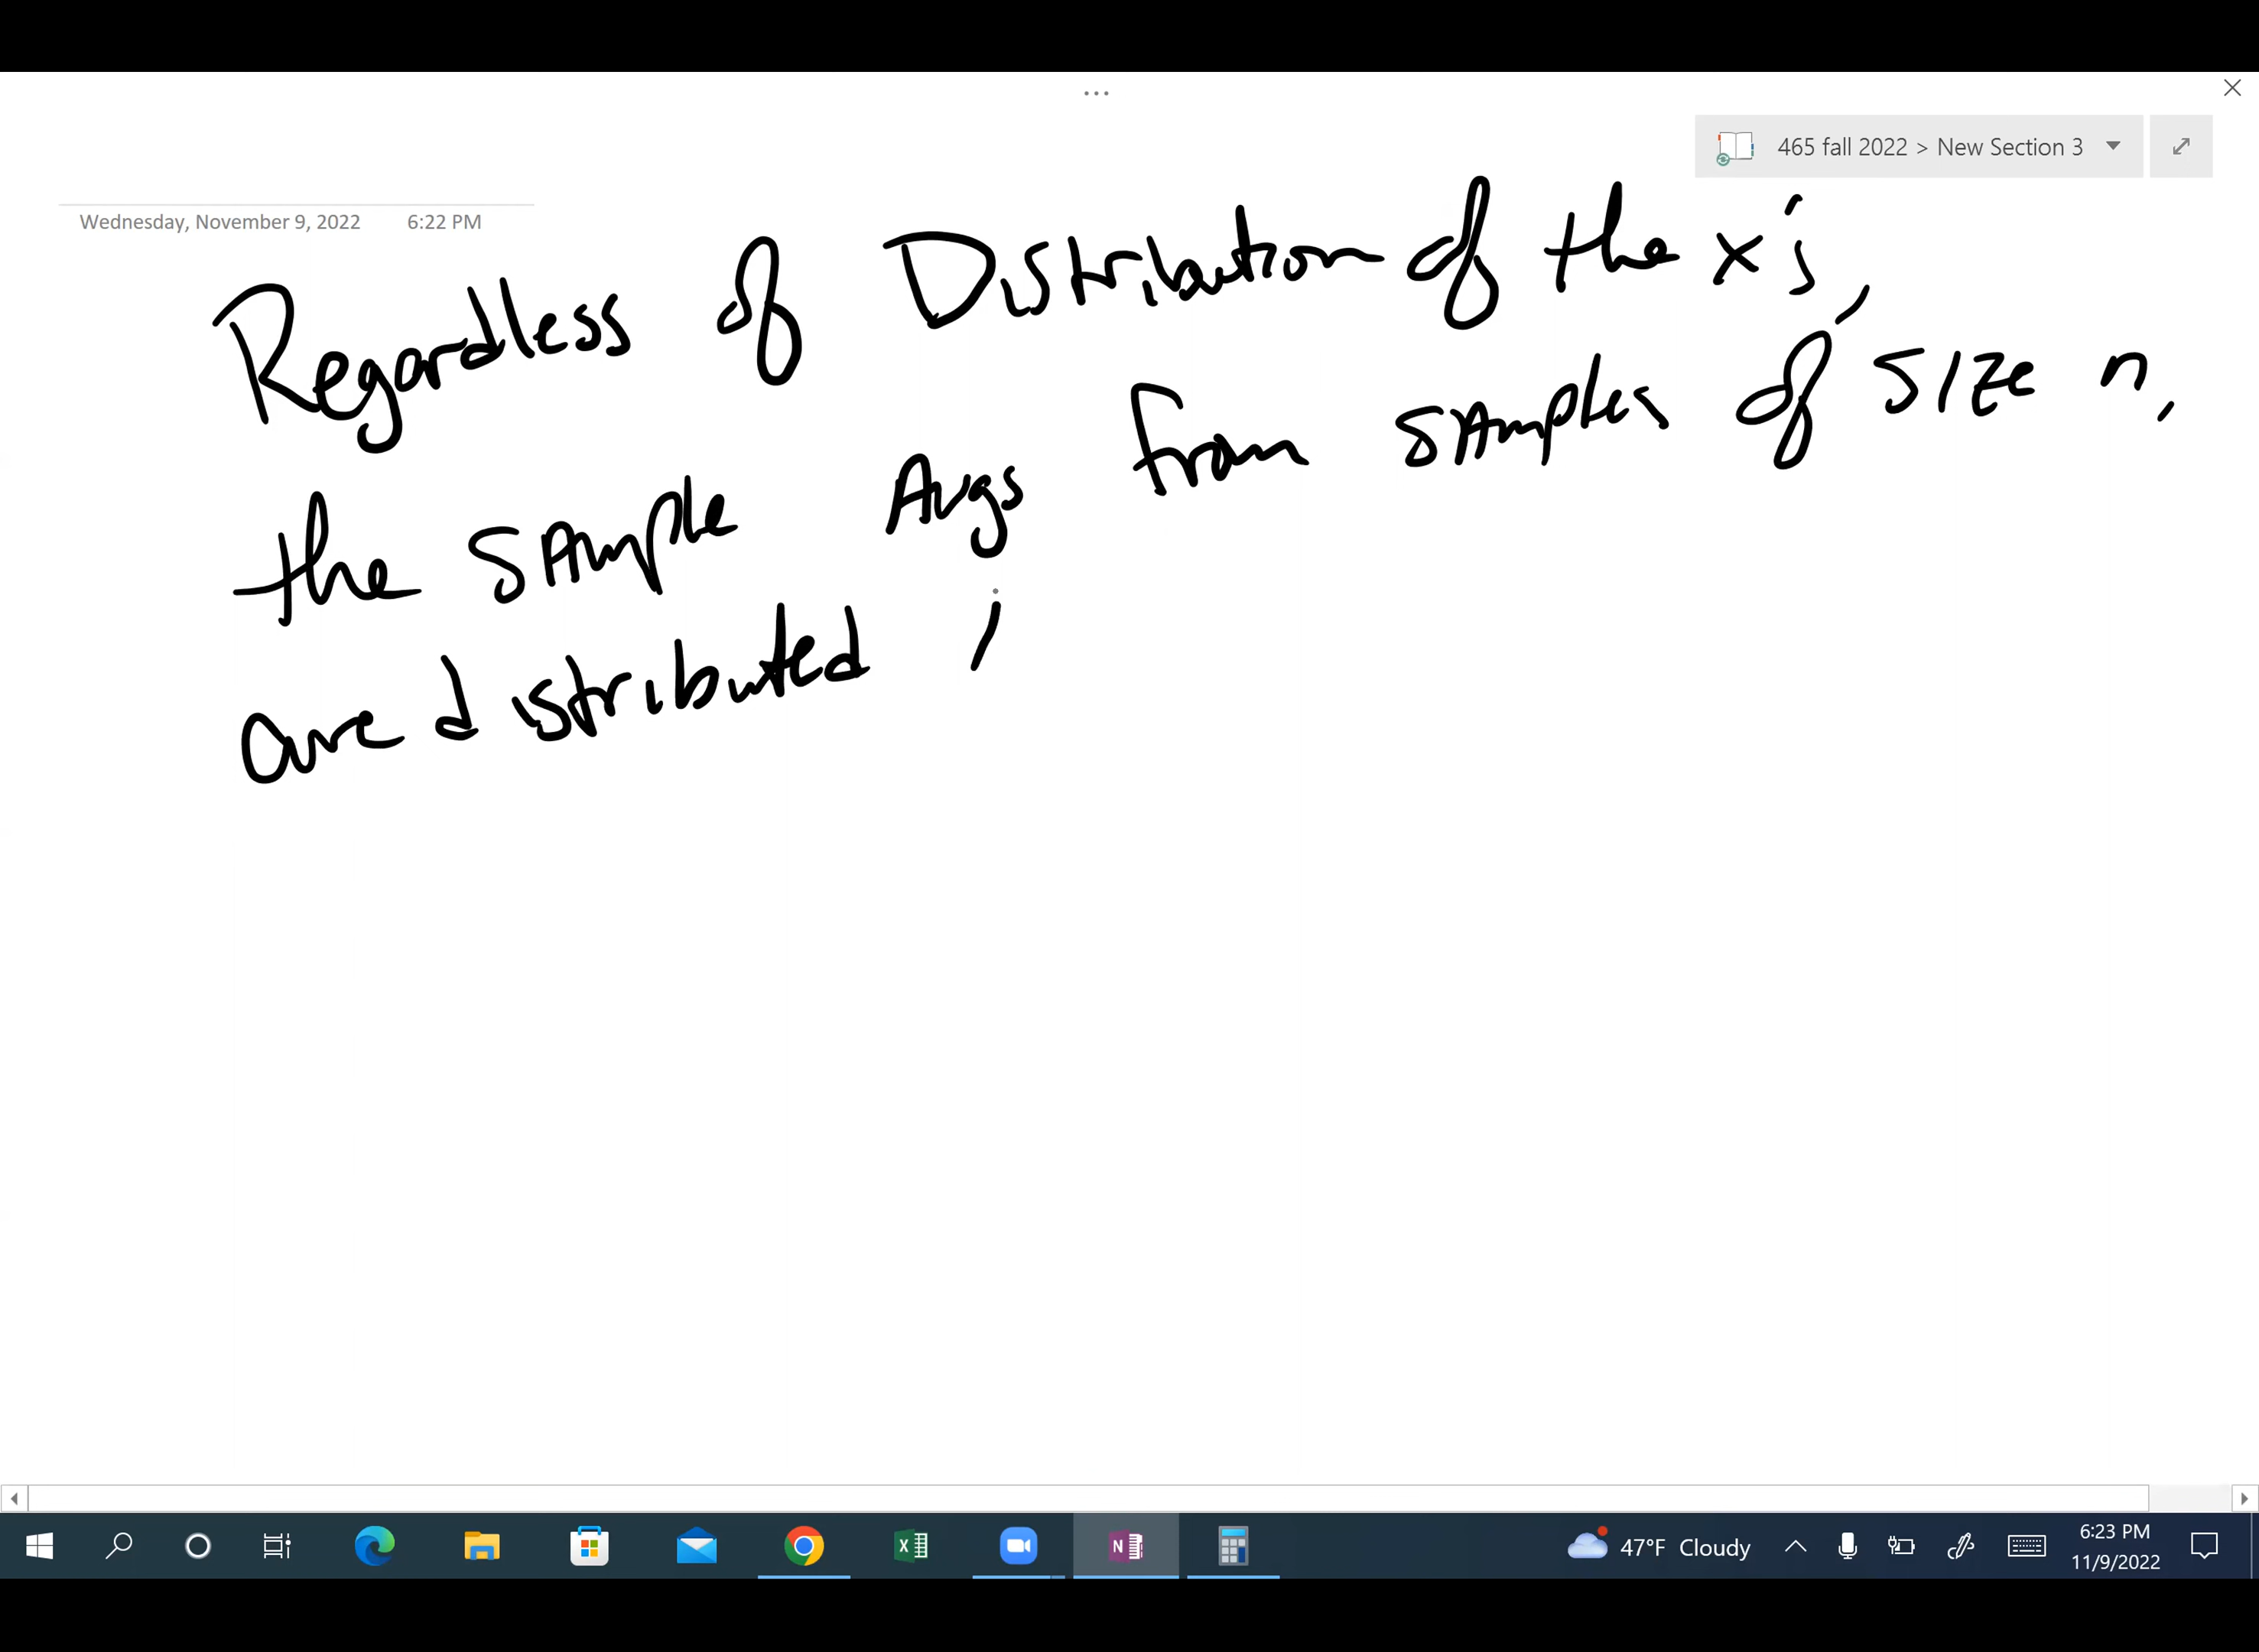 465 fall 2022 > New Section 3
Wednesday, November 9, 2022 6:22 PM
Regardless of Distribution of the x's,
the sample Avgs from samples of size n,
are distributed
47°F Cloudy
6:23 PM
11/9/2022